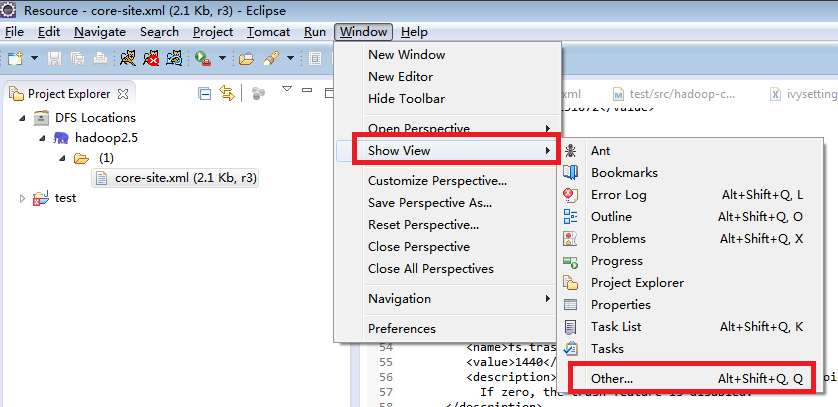 Resource - core-site.xml (2.1 Kb, r3) - Eclipse
File Edit Navigate Search Project Tomcat Run Window Help
New Window
New Editor
Hide Toolbar
Open Perspective
Show View
Customize Perspective...
Save Perspective As...
Reset Perspective...
Close Perspective
Close All Perspectives
Navigation
Preferences
Project Explorer
DFS Locations
hadoop2.5
(1)
core-site.xml (2.1 Kb, r3)
test
xml test/src/hadoop-c... ivysetting
</value>
Ant
Bookmarks
Error Log Alt+Shift+Q, L
Outline Alt+Shift+Q, O
Problems Alt+Shift+Q, X
Progress
Project Explorer
Properties
Task List Alt+Shift+Q, K
Tasks
Other... Alt+Shift+Q, Q
54 <name>fs.tras
55 <value>1440</
56 <description>
57 If zero, the trash feature is disabled.
58 </description>